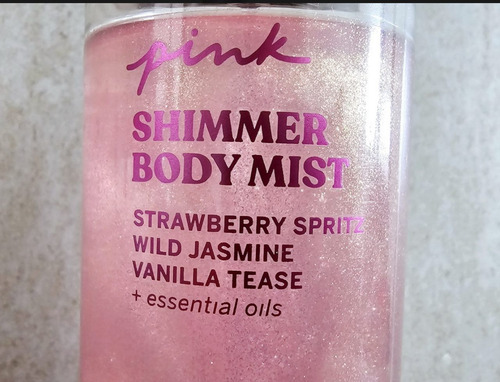 pink
SHIMMER
BODY MIST
STRAWBERRY SPRITZ
WILD JASMINE
VANILLA TEASE
+ essential oils